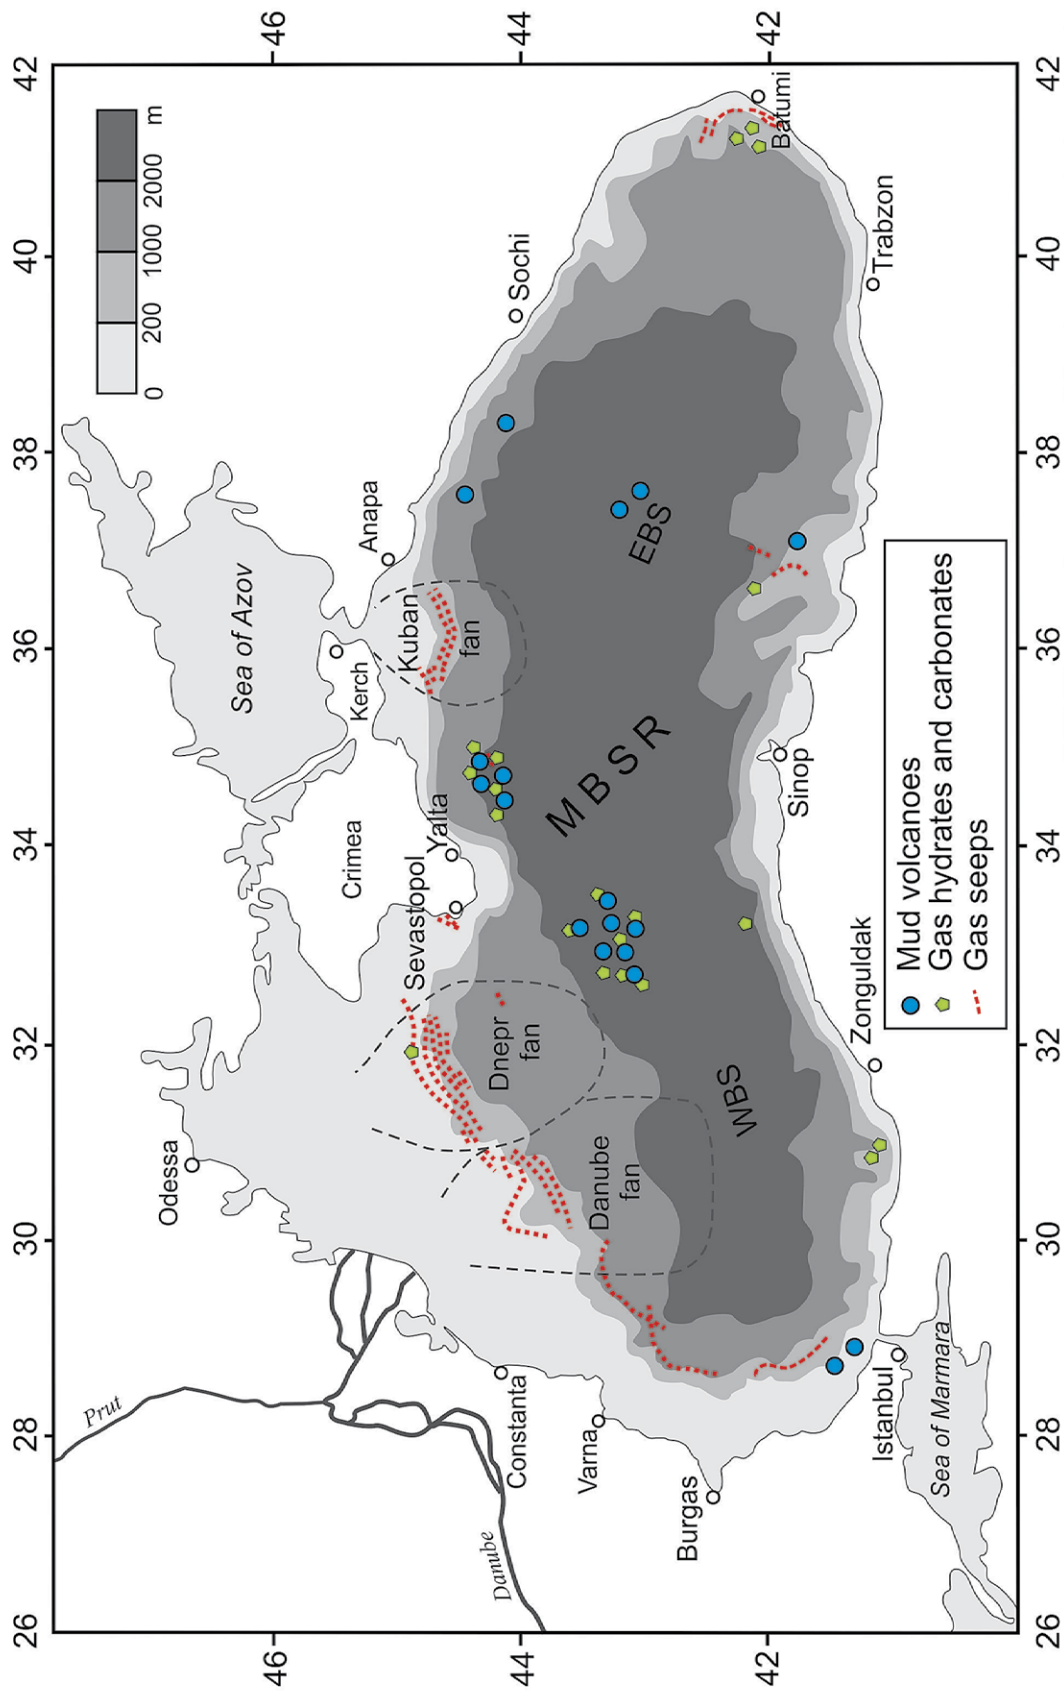 26
28
30
32
34
36
38
40
42
46
44
42
46
44
42
26
28
30
32
34
36
38
40
42
0
200
1000
2000
m
Prut
Danube
Odessa
Constanta
Varna
Burgas
Istanbul
Sea of Marmara
Zonguldak
Sinop
Trabzon
Batumi
Sochi
Anapa
Kerch
Sea of Azov
Crimea
Yalta
Sevastopol
Kuban
fan
Dnepr
fan
Danube
fan
WBS
MBSR
EBS
Mud volcanoes
Gas hydrates and carbonates
Gas seeps